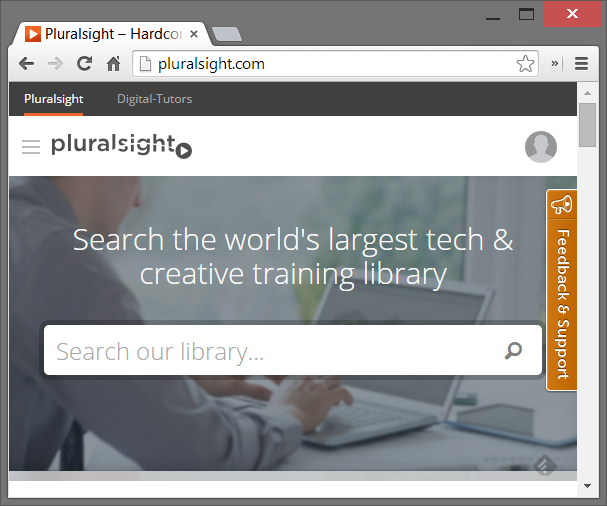 Pluralsight – Hardco
pluralsight.com
»
Pluralsight Digital-Tutors
pluralsight
Search the world's largest tech &
creative training library
Search our library...
Feedback & Support